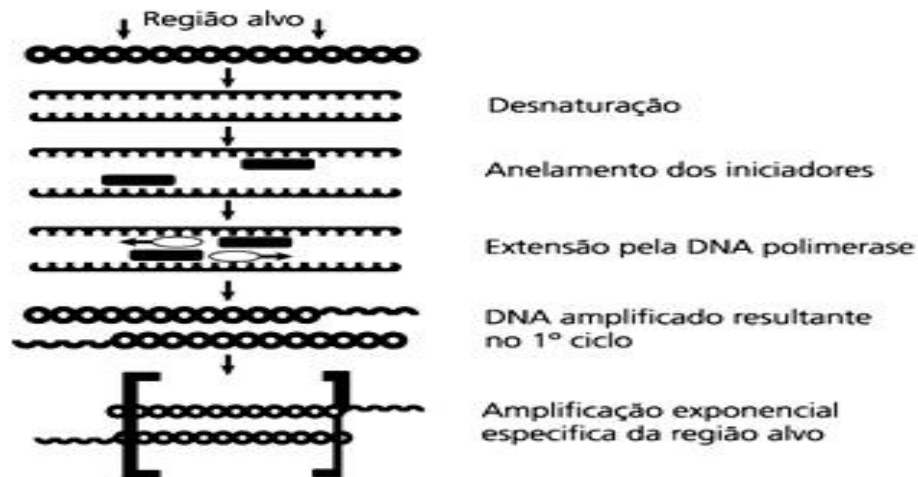 Região alvo
Desnaturação
Anelamento dos iniciadores
Extensão pela DNA polimerase
DNA amplificado resultante
no 1º ciclo
Amplificação exponencial
especifica da região alvo